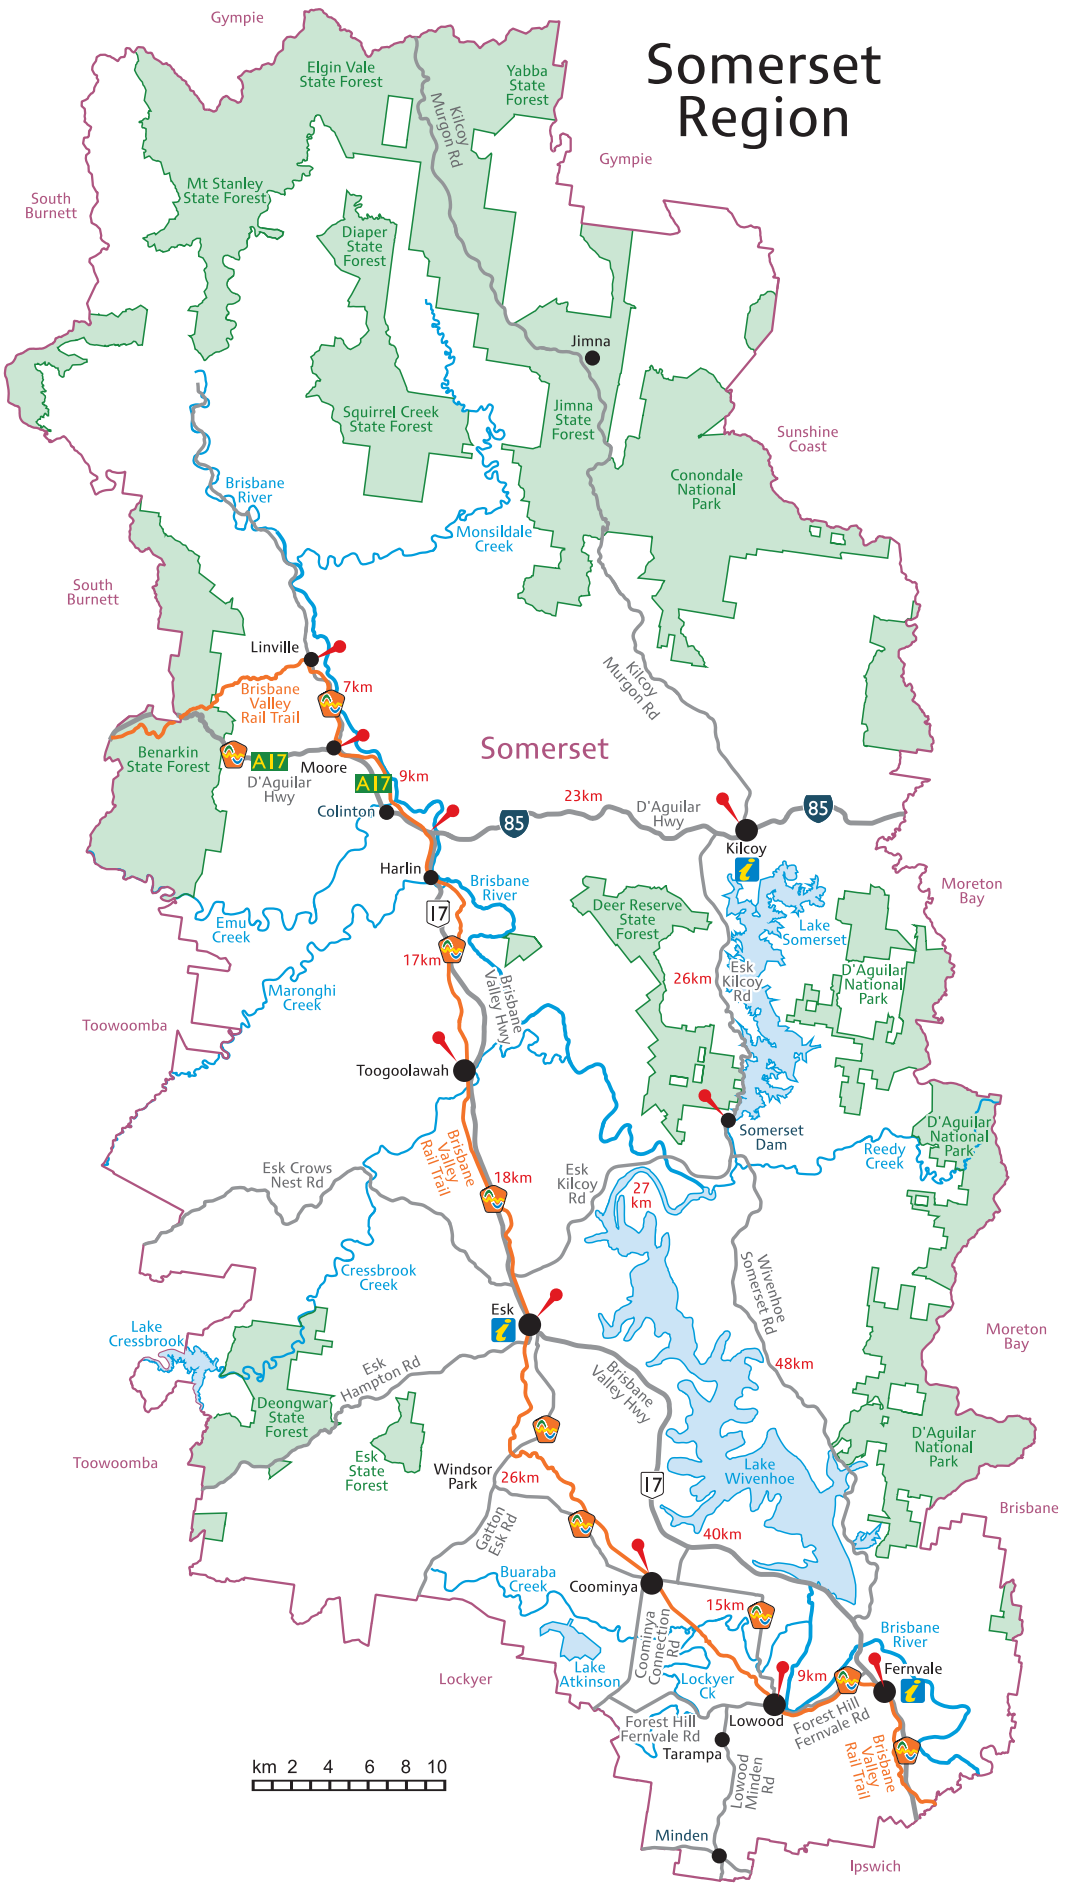 Somerset
Region
Gympie
Elgin Vale
State Forest
Yabba
State
Forest
Kilcoy
Murgon Rd
Gympie
South
Burnett
Mt Stanley
State Forest
Diaper
State
Forest
Jimna
Squirrel Creek
State Forest
Jimna
State
Forest
Sunshine
Coast
Conondale
National
Park
Brisbane
River
Monsildale
Creek
South
Burnett
Linville
Brisbane
Valley
Rail Trail
7km
Kilcoy
Murgon Rd
Somerset
Benarkin
State Forest
A17
D'Aguilar
Hwy
Moore
A17
9km
Colinton
85
23km
D'Aguilar
Hwy
85
Kilcoy
i
Harlin
Brisbane
River
17
Moreton
Bay
Deer Reserve
State
Forest
Lake
Somerset
Emu
Creek
17km
Maronghi
Creek
Brisbane
Valley Hwy
26km
Esk
Kilcoy
Rd
D'Aguilar
National
Park
Toowoomba
Toogoolawah
Somerset
Dam
D'Aguilar
National
Park
Reedy
Creek
Esk Crows
Nest Rd
Brisbane
Valley
Rail Trail
18km
Esk
Kilcoy
Rd
27
km
Wivenhoe
Somerset Rd
Cressbrook
Creek
Esk
i
Lake
Cressbrook
Moreton
Bay
Esk
Hampton Rd
Brisbane
Valley Hwy
48km
Deongwar
State
Forest
D'Aguilar
National
Park
Toowoomba
Esk
State
Forest
Windsor
Park
26km
17
Lake
Wivenhoe
Brisbane
Gatton
Esk Rd
40km
Buaraba
Creek
Coominya
15km
Coominya
Connection
Rd
Brisbane
River
Lockyer
Lake
Atkinson
Lockyer
Ck
9km
Fernvale
i
Lowood
Forest Hill
Fernvale Rd
Forest Hill
Fernvale Rd
Tarampa
Brisbane
Valley
Rail Trail
Lowood
Minden
Rd
km 2 4 6 8 10
Minden
Ipswich